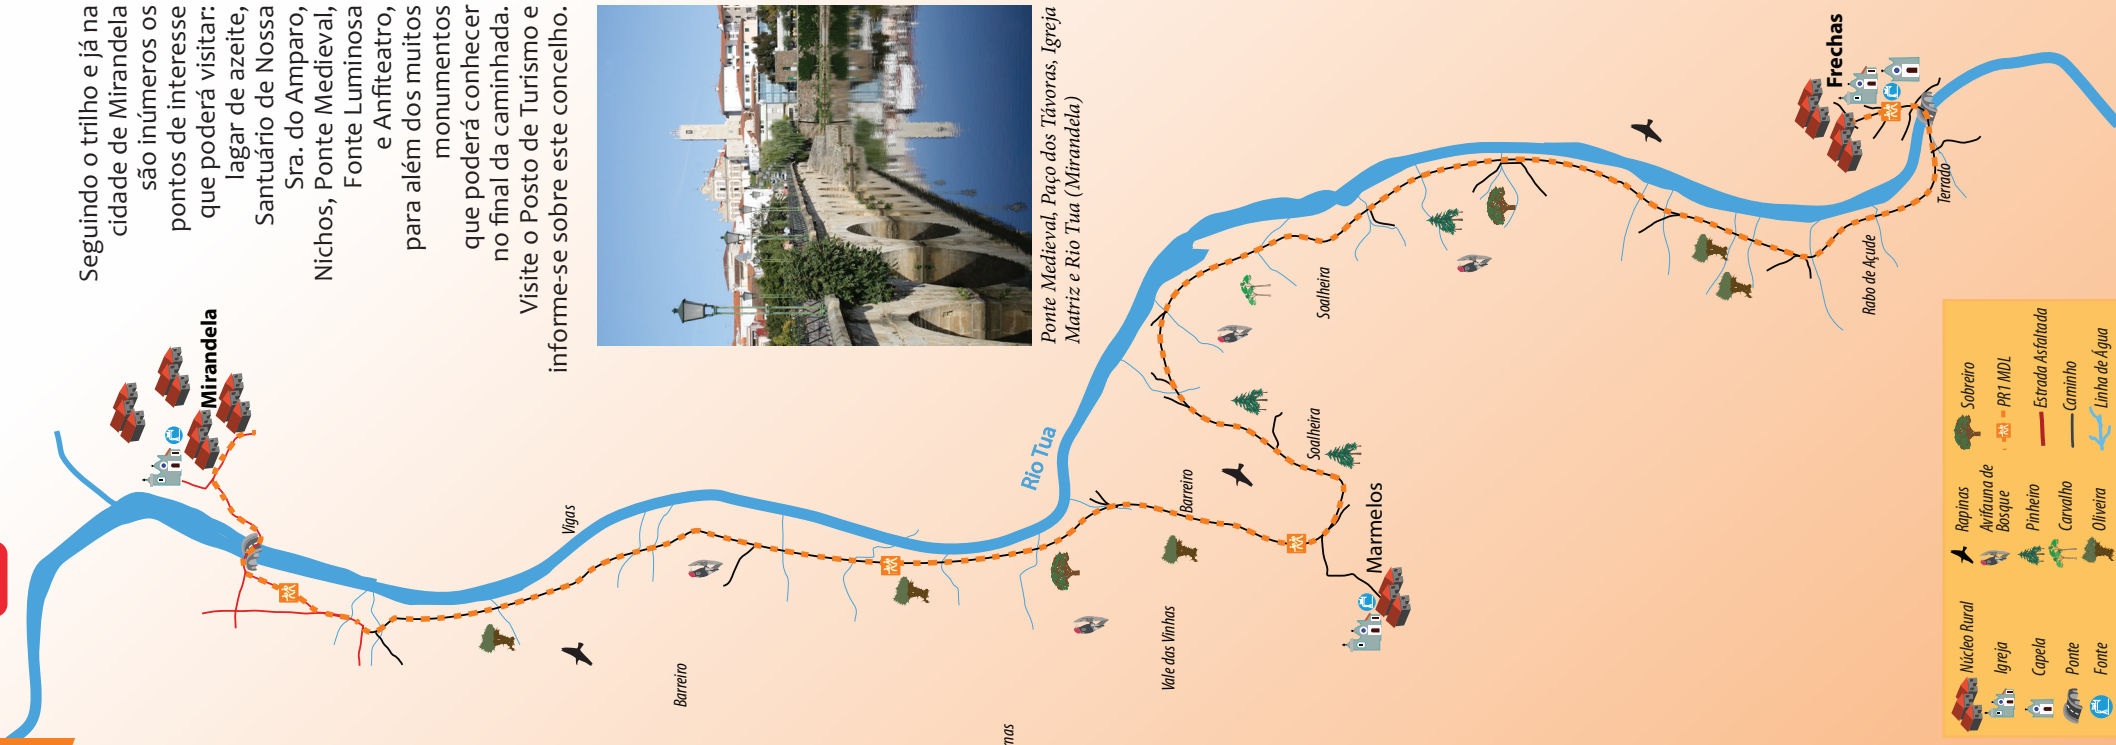 Seguindo o trilho e já na
cidade de Mirandela
são inúmeros os
pontos de interesse
que poderá visitar:
lagar de azeite,
Santuário de Nossa
Sra. do Amparo,
Nichos, Ponte Medieval,
Fonte Luminosa
e Anfiteatro,
para além dos muitos
monumentos
que poderá conhecer
no final da caminhada.
Visite o Posto de Turismo e
informe-se sobre este concelho.
Ponte Medieval, Paço dos Távoras, Igreja
Matriz e Rio Tua (Mirandela)
Mirandela
Vigas
Barreiro
Rio Tua
Vale das Vinhas
Barreiro
Soalheira
Soalheira
Marmelos
Frechas
Terrado
Rabo de Açude
Núcleo Rural
Igreja
Capela
Ponte
Fonte
Rapinas
Avifauna de
Bosque
Pinheiro
Carvalho
Oliveira
Sobreiro
PR1 MDL
Estrada Asfaltada
Caminho
Linha de Água